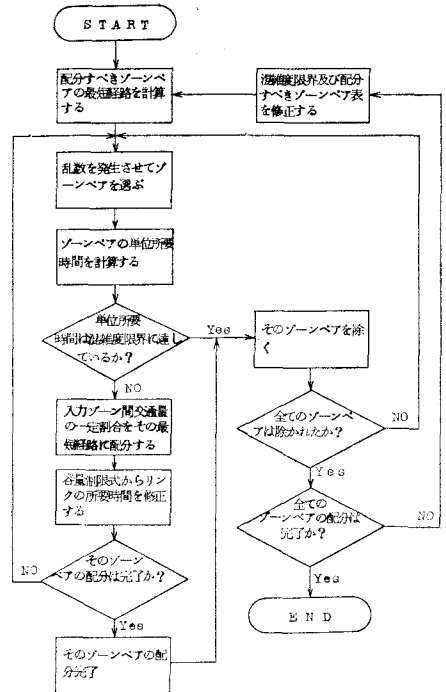 START
配分すべきゾーンペ
アの最短経路を計算
する
混雑度限界及び配分
すべきゾーンペア表
を修正する
乱数を発生させてゾ
ーンペアを選ぶ
ゾーンペアの単位所要
時間を計算する
単位所要
時間は混雑度限界に達し
ているか?
Yes
NO
そのゾーンペアを除
く
入力ゾーン間交通量
の一定割合をその最
短経路に配分する
全てのゾーンペ
アは除かれたか?
NO
Yes
容量制限式からリン
クの所要時間を修正
する
全ての
ゾーンペアの配分は
完了か?
NO
Yes
そのゾーン
ペアの配分は完了か?
NO
Yes
END
そのゾーンペアの配
分完了